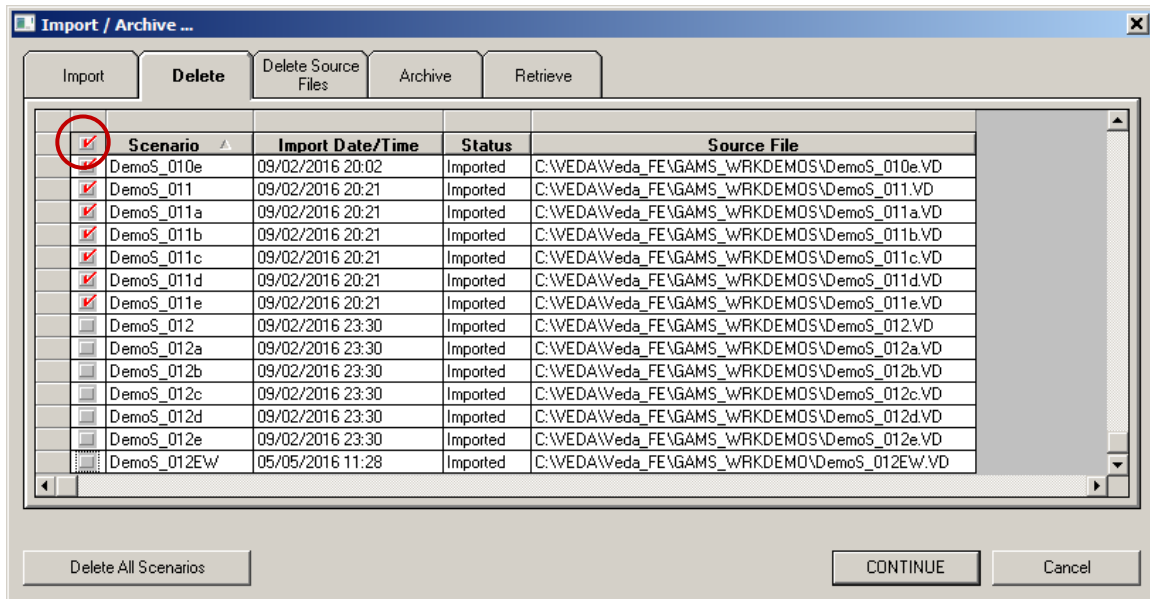 Import / Archive ...
Import Delete Delete Source Files Archive Retrieve
Scenario Import Date/Time Status Source File
DemoS_010e 09/02/2016 20:02 Imported C:\VEDA\Veda_FE\GAMS_WRKDEMOS\DemoS_010e.VD
DemoS_011 09/02/2016 20:21 Imported C:\VEDA\Veda_FE\GAMS_WRKDEMOS\DemoS_011.VD
DemoS_011a 09/02/2016 20:21 Imported C:\VEDA\Veda_FE\GAMS_WRKDEMOS\DemoS_011a.VD
DemoS_011b 09/02/2016 20:21 Imported C:\VEDA\Veda_FE\GAMS_WRKDEMOS\DemoS_011b.VD
DemoS_011c 09/02/2016 20:21 Imported C:\VEDA\Veda_FE\GAMS_WRKDEMOS\DemoS_011c.VD
DemoS_011d 09/02/2016 20:21 Imported C:\VEDA\Veda_FE\GAMS_WRKDEMOS\DemoS_011d.VD
DemoS_011e 09/02/2016 20:21 Imported C:\VEDA\Veda_FE\GAMS_WRKDEMOS\DemoS_011e.VD
DemoS_012 09/02/2016 23:30 Imported C:\VEDA\Veda_FE\GAMS_WRKDEMOS\DemoS_012.VD
DemoS_012a 09/02/2016 23:30 Imported C:\VEDA\Veda_FE\GAMS_WRKDEMOS\DemoS_012a.VD
DemoS_012b 09/02/2016 23:30 Imported C:\VEDA\Veda_FE\GAMS_WRKDEMOS\DemoS_012b.VD
DemoS_012c 09/02/2016 23:30 Imported C:\VEDA\Veda_FE\GAMS_WRKDEMOS\DemoS_012c.VD
DemoS_012d 09/02/2016 23:30 Imported C:\VEDA\Veda_FE\GAMS_WRKDEMOS\DemoS_012d.VD
DemoS_012e 09/02/2016 23:30 Imported C:\VEDA\Veda_FE\GAMS_WRKDEMOS\DemoS_012e.VD
DemoS_012EW 05/05/2016 11:28 Imported C:\VEDA\Veda_FE\GAMS_WRKDEMO\DemoS_012EW.VD
Delete All Scenarios CONTINUE Cancel